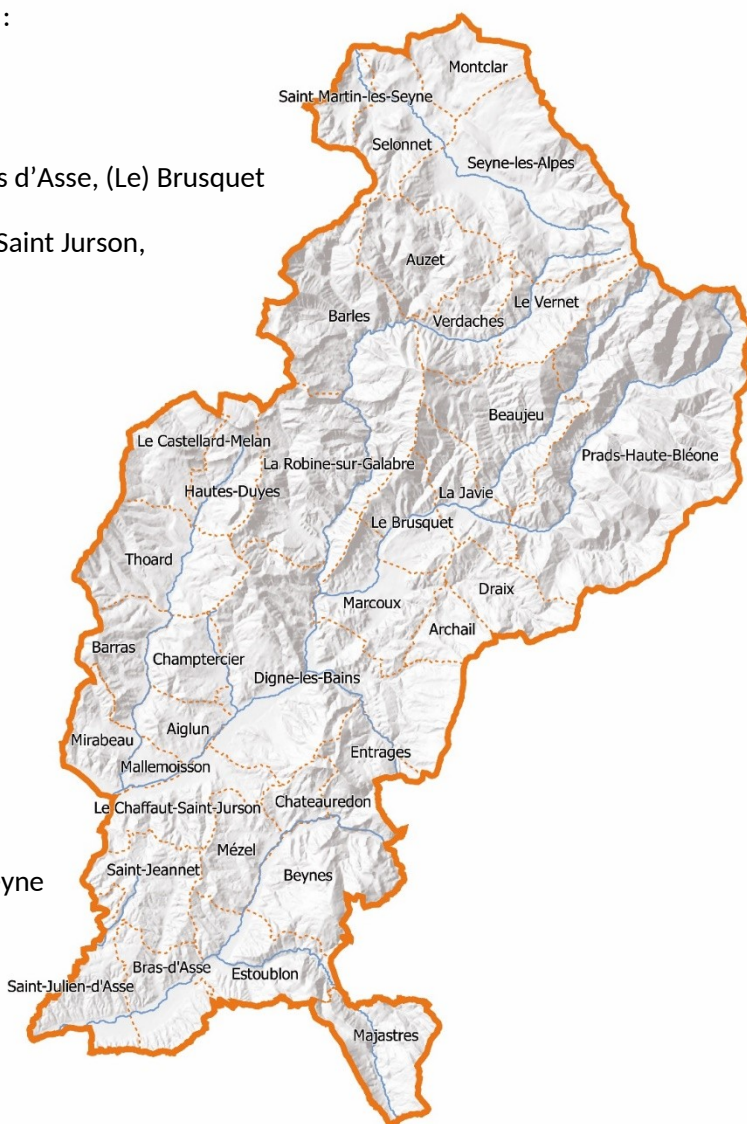 :
Montclar
Saint Martin-les-Seyne
Selonnet
Seyne-les-Alpes
s d’Asse, (Le) Brusquet
Saint Jurson,
Auzet
Le Vernet
Barles
Verdaches
Beaujeu
Le Castellard-Melan
Prads-Haute-Bléone
La Robine-sur-Galabre
Hautes-Duyes
La Javie
Le Brusquet
Thoard
Draix
Marcoux
Archail
Barras
Champtercier
Digne-les-Bains
Aiglun
Mirabeau
Entrages
Mallemoisson
Chateauredon
Le Chaffaut-Saint-Jurson
Mézel
Saint-Jeannet
Beynes
yne
Bras-d'Asse
Estoublon
Saint-Julien-d'Asse
Majastres